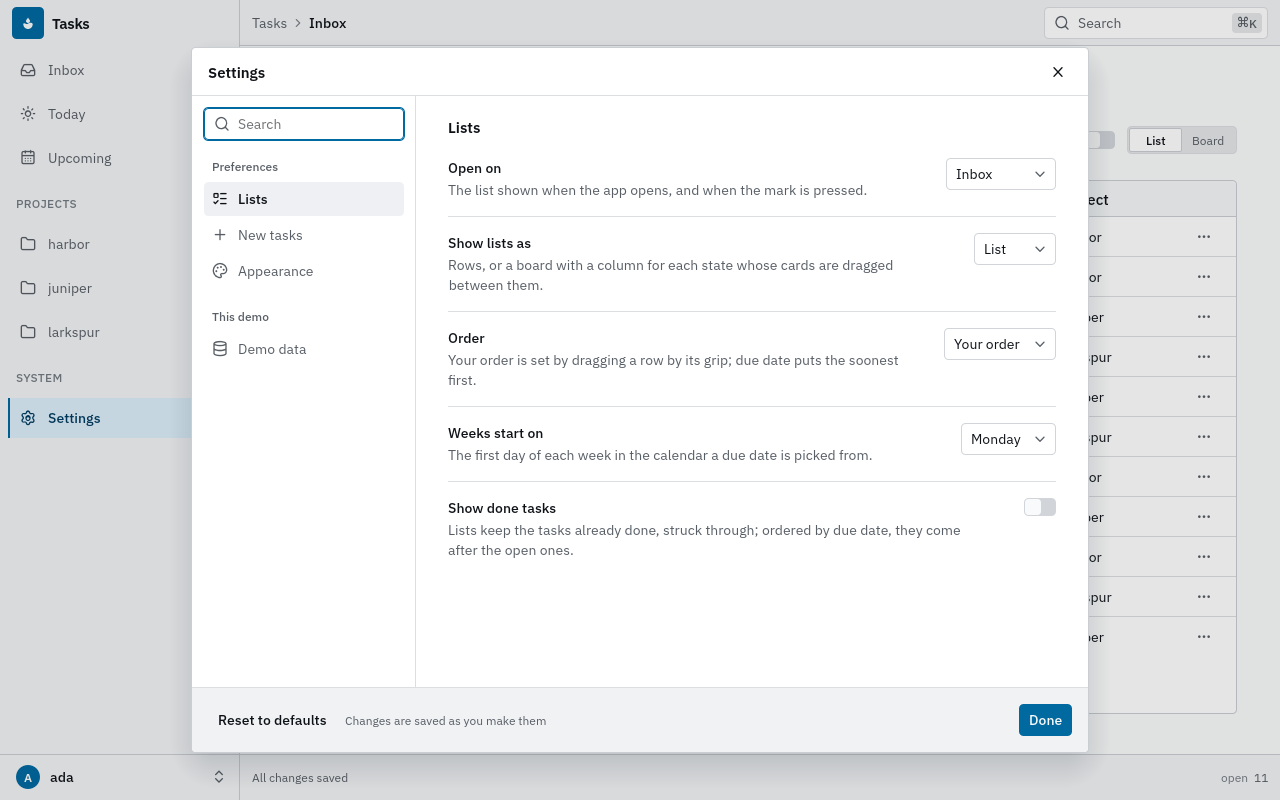 Tasks
Tasks > Inbox
Search
⌘K
Inbox
Today
Upcoming
PROJECTS
harbor
juniper
larkspur
SYSTEM
Settings
List
Board
Settings
Search
Preferences
Lists
New tasks
Appearance
This demo
Demo data
Lists
Open on
The list shown when the app opens, and when the mark is pressed.
Inbox
Show lists as
Rows, or a board with a column for each state whose cards are dragged
between them.
List
Order
Your order is set by dragging a row by its grip; due date puts the soonest
first.
Your order
Weeks start on
The first day of each week in the calendar a due date is picked from.
Monday
Show done tasks
Lists keep the tasks already done, struck through; ordered by due date, they come
after the open ones.
Reset to defaults
Changes are saved as you make them
Done
A
ada
All changes saved
open 11